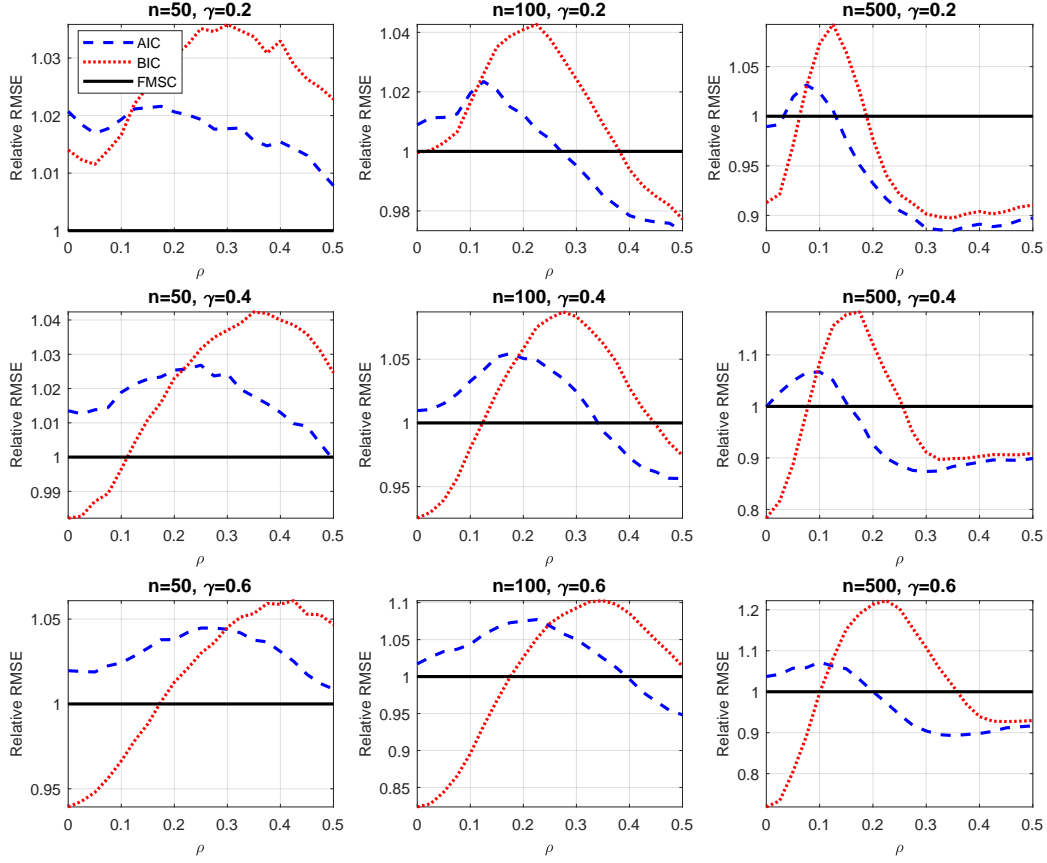 n=50, γ=0.2
Relative RMSE
1.03
1.02
1.01
1
AIC
BIC
FMSC
0 0.1 0.2 0.3 0.4 0.5
ρ
n=100, γ=0.2
Relative RMSE
1.04
1.02
1
0.98
0 0.1 0.2 0.3 0.4 0.5
ρ
n=500, γ=0.2
Relative RMSE
1.05
1
0.95
0.9
0 0.1 0.2 0.3 0.4 0.5
ρ
n=50, γ=0.4
Relative RMSE
1.04
1.03
1.02
1.01
1
0.99
0 0.1 0.2 0.3 0.4 0.5
ρ
n=100, γ=0.4
Relative RMSE
1.05
1
0.95
0 0.1 0.2 0.3 0.4 0.5
ρ
n=500, γ=0.4
Relative RMSE
1.1
1
0.9
0.8
0 0.1 0.2 0.3 0.4 0.5
ρ
n=50, γ=0.6
Relative RMSE
1.05
1
0.95
0 0.1 0.2 0.3 0.4 0.5
ρ
n=100, γ=0.6
Relative RMSE
1.1
1.05
1
0.95
0.9
0.85
0 0.1 0.2 0.3 0.4 0.5
ρ
n=500, γ=0.6
Relative RMSE
1.2
1.1
1
0.9
0.8
0 0.1 0.2 0.3 0.4 0.5
ρ